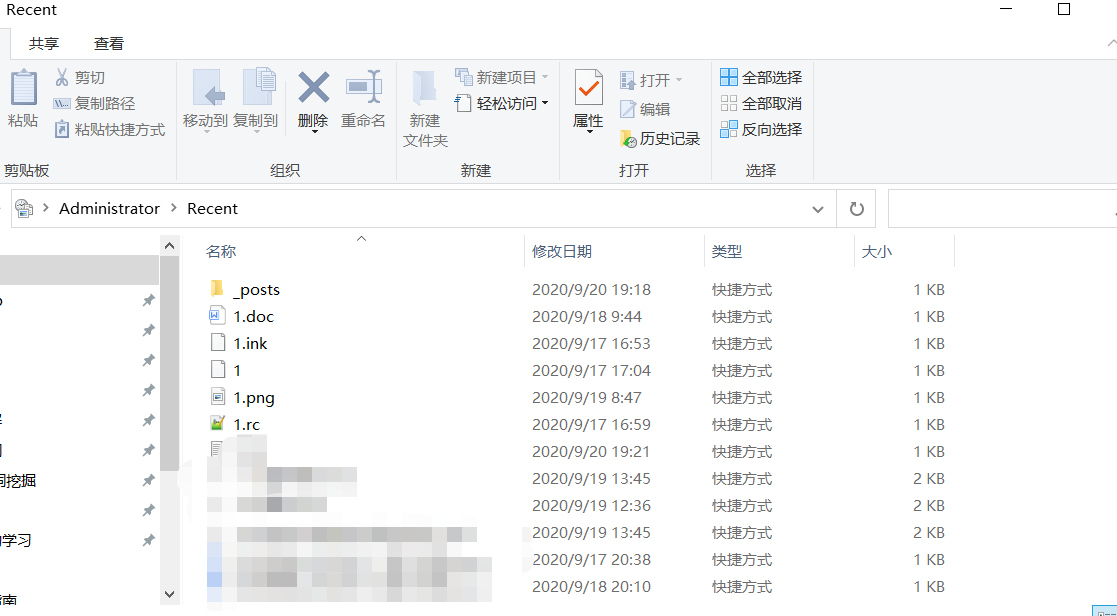 Recent
共享 查看
粘贴
剪切
复制路径
粘贴快捷方式
剪贴板
移动到 复制到 删除 重命名
组织
新建
文件夹
新建项目
轻松访问
新建
属性
打开
编辑
历史记录
打开
全部选择
全部取消
反向选择
选择
Administrator Recent
名称 修改日期 类型 大小
_posts 2020/9/20 19:18 快捷方式 1 KB
1.doc 2020/9/18 9:44 快捷方式 1 KB
1.ink 2020/9/17 16:53 快捷方式 1 KB
1 2020/9/17 17:04 快捷方式 1 KB
1.png 2020/9/19 8:47 快捷方式 1 KB
1.rc 2020/9/17 16:59 快捷方式 1 KB
2020/9/20 19:21 快捷方式 1 KB
2020/9/19 13:45 快捷方式 2 KB
2020/9/19 12:36 快捷方式 2 KB
2020/9/19 13:45 快捷方式 2 KB
2020/9/17 20:38 快捷方式 1 KB
2020/9/18 20:10 快捷方式 1 KB
洞挖掘
学习
指南